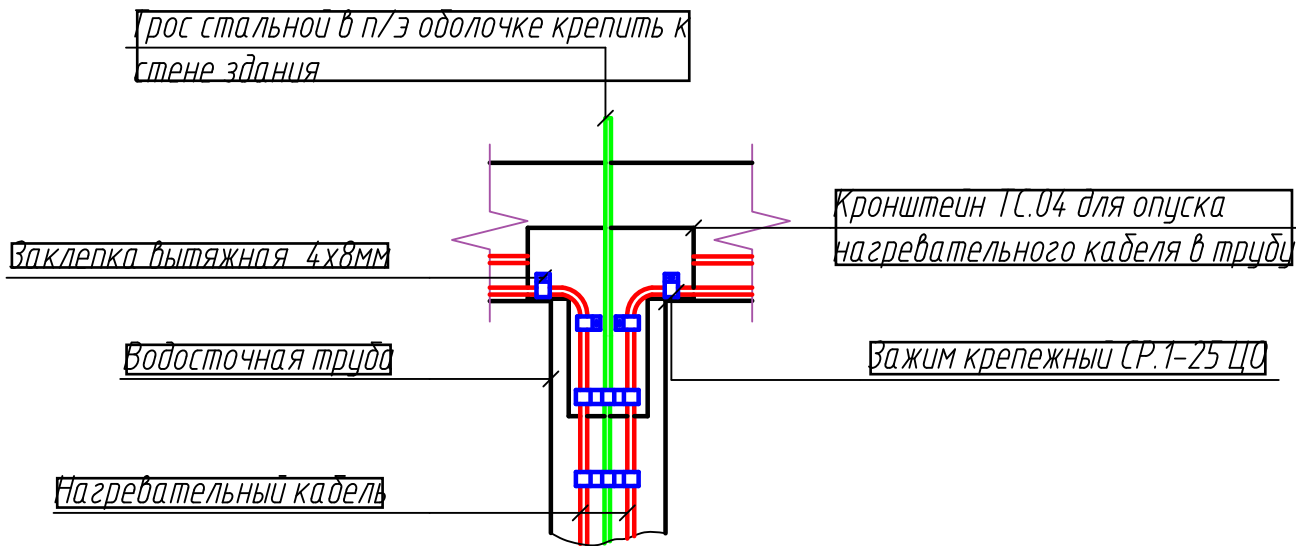 Трос стальной в п/э оболочке крепить к
стене здания
Кронштейн ТС.04 для опуска
нагревательного кабеля в трубу
Заклепка вытяжная 4х8мм
Водосточная труба
Зажим крепежный СР.1-25 ЦО
Нагревательный кабель